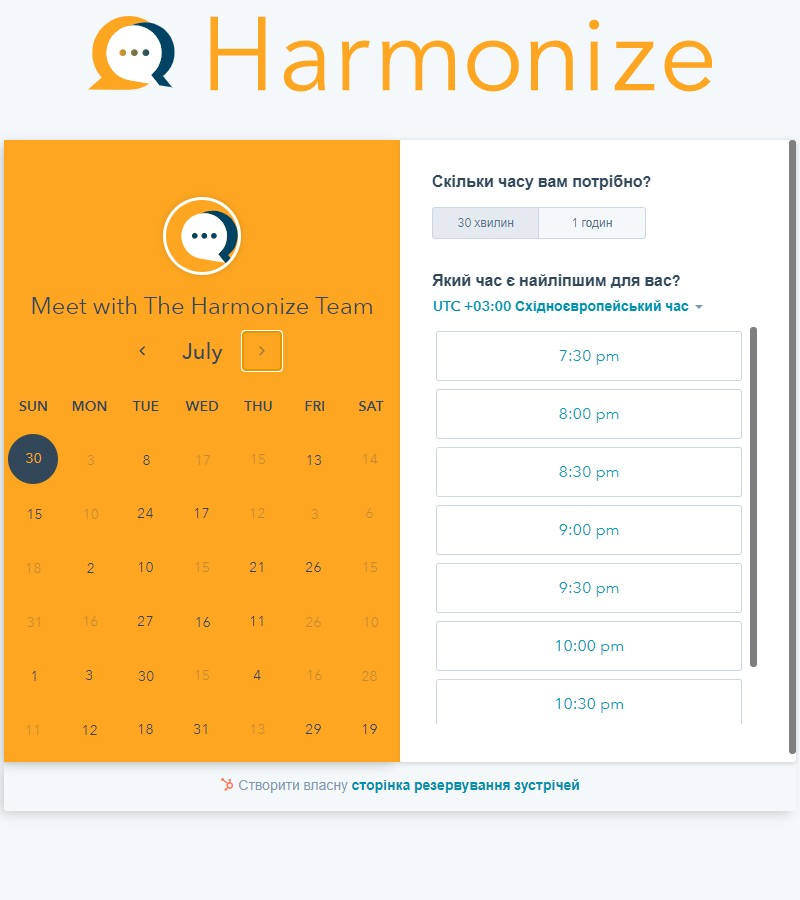 Harmonize
Meet with The Harmonize Team
July
SUN MON TUE WED THU FRI SAT
30 3 8 17 15 13 14
15 10 24 17 12 3 6
18 2 10 15 21 26 15
31 16 27 16 11 26 10
1 3 30 15 4 16 28
11 12 18 31 13 29 19
Скільки часу вам потрібно?
30 хвилин 1 годин
Який час є найліпшим для вас?
UTC +03:00 Східноєвропейський час
7:30 pm
8:00 pm
8:30 pm
9:00 pm
9:30 pm
10:00 pm
10:30 pm
Створити власну сторінка резервування зустрічей